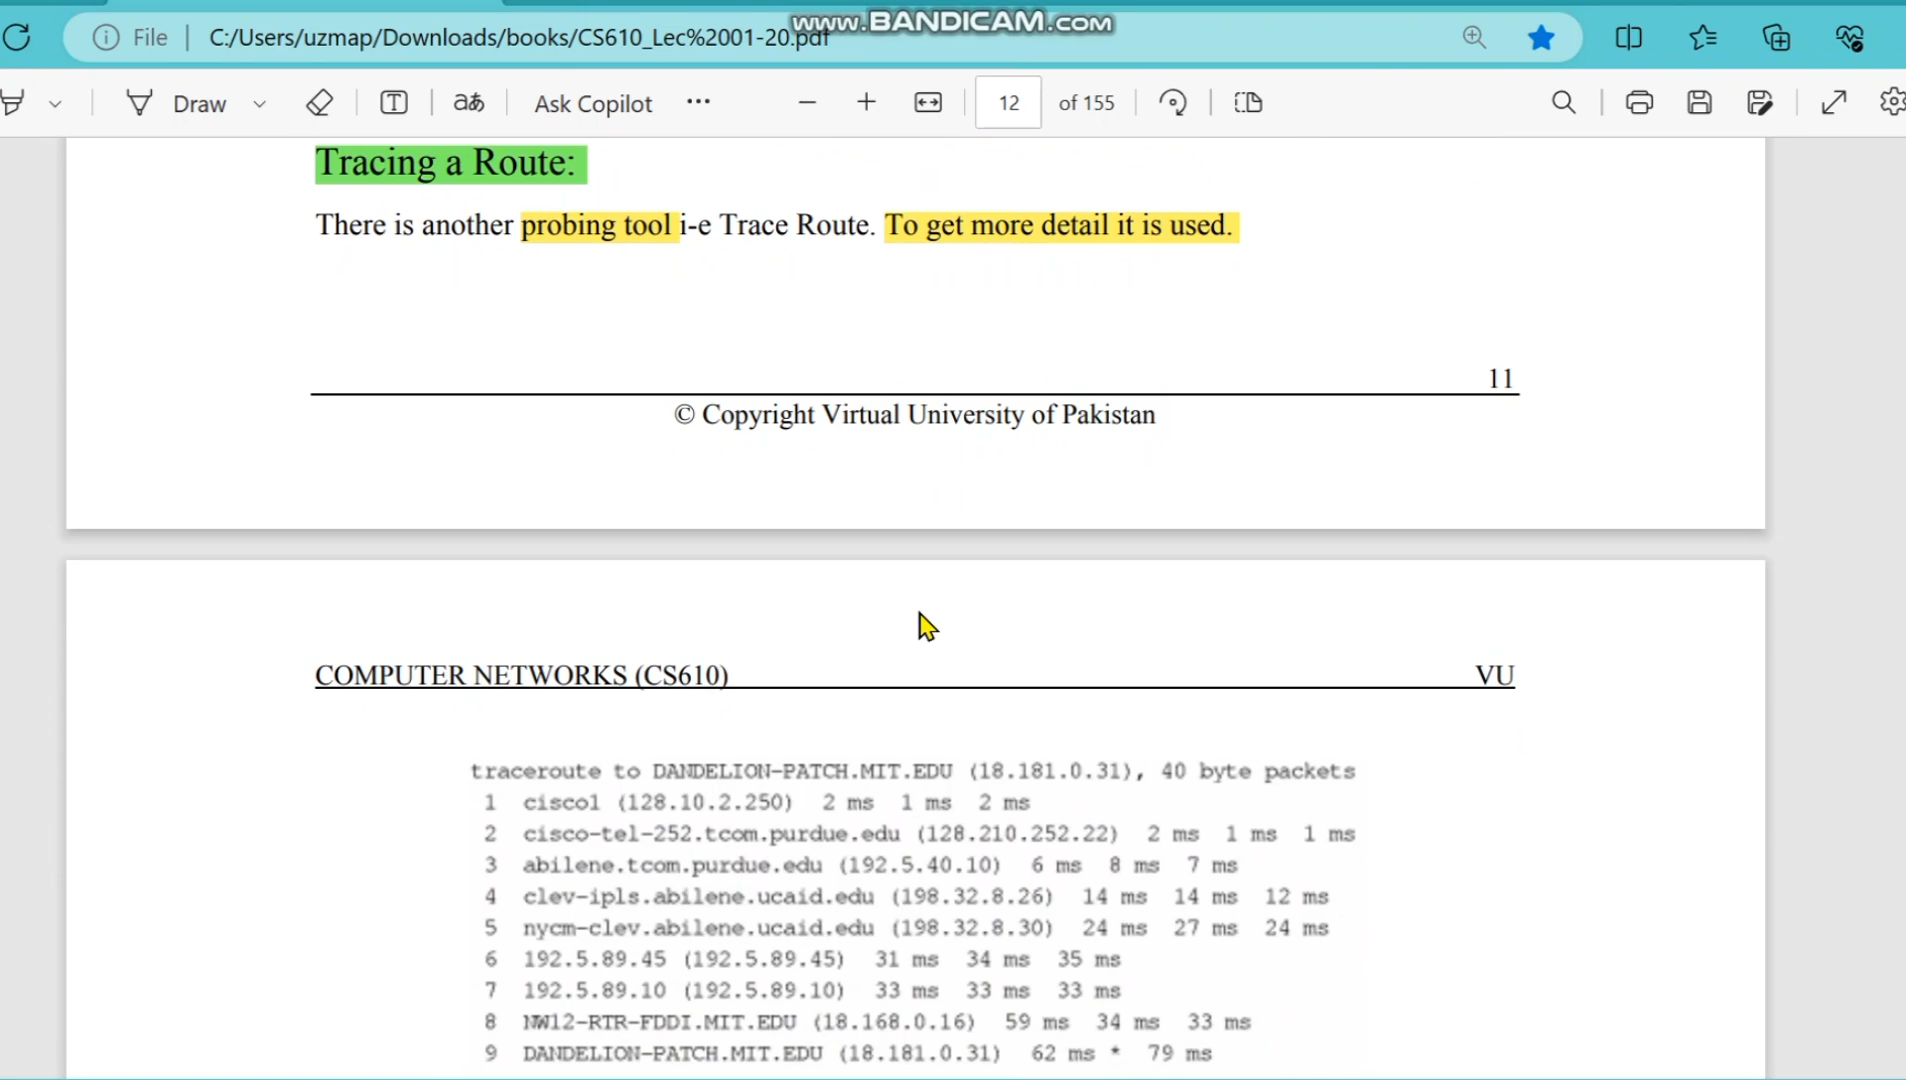 www.BANDICAM.com
File C:/Users/uzmap/Downloads/books/CS610_Lec%2001-20.pdf
Draw T aあ Ask Copilot ... 12 of 155
Tracing a Route:
There is another probing tool i-e Trace Route. To get more detail it is used.
11
© Copyright Virtual University of Pakistan
COMPUTER NETWORKS (CS610) VU
traceroute to DANDELION-PATCH.MIT.EDU (18.181.0.31), 40 byte packets
1 cisco1 (128.10.2.250) 2 ms 1 ms 2 ms
2 cisco-tel-252.tcom.purdue.edu (128.210.252.22) 2 ms 1 ms 1 ms
3 abilene.tcom.purdue.edu (192.5.40.10) 6 ms 8 ms 7 ms
4 clev-ipls.abilene.ucaid.edu (198.32.8.26) 14 ms 14 ms 12 ms
5 nycm-clev.abilene.ucaid.edu (198.32.8.30) 24 ms 27 ms 24 ms
6 192.5.89.45 (192.5.89.45) 31 ms 34 ms 35 ms
7 192.5.89.10 (192.5.89.10) 33 ms 33 ms 33 ms
8 NW12-RTR-FDDI.MIT.EDU (18.168.0.16) 59 ms 34 ms 33 ms
9 DANDELION-PATCH.MIT.EDU (18.181.0.31) 62 ms * 79 ms